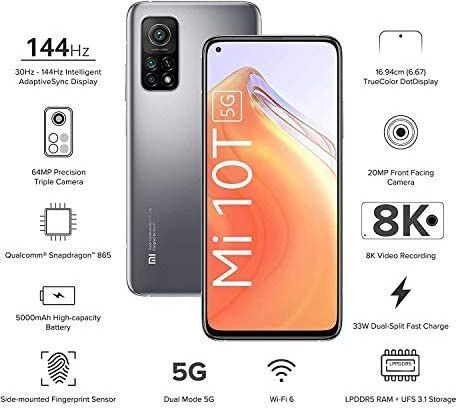 144Hz
30Hz - 144Hz Intelligent
AdaptiveSync Display
64MP Precision
Triple Camera
Qualcomm® Snapdragon™ 865
5000mAh High-capacity
Battery
Side-mounted Fingerprint Sensor
mi
Mi 10T 5G
5G
Dual Mode 5G
Wi-Fi 6
16.94cm (6.67)
TrueColor DotDisplay
20MP Front Facing
Camera
8K
8K Video Recording
33W Dual-Split Fast Charge
LPPDDR5
LPDDR5 RAM + UFS 3.1 Storage